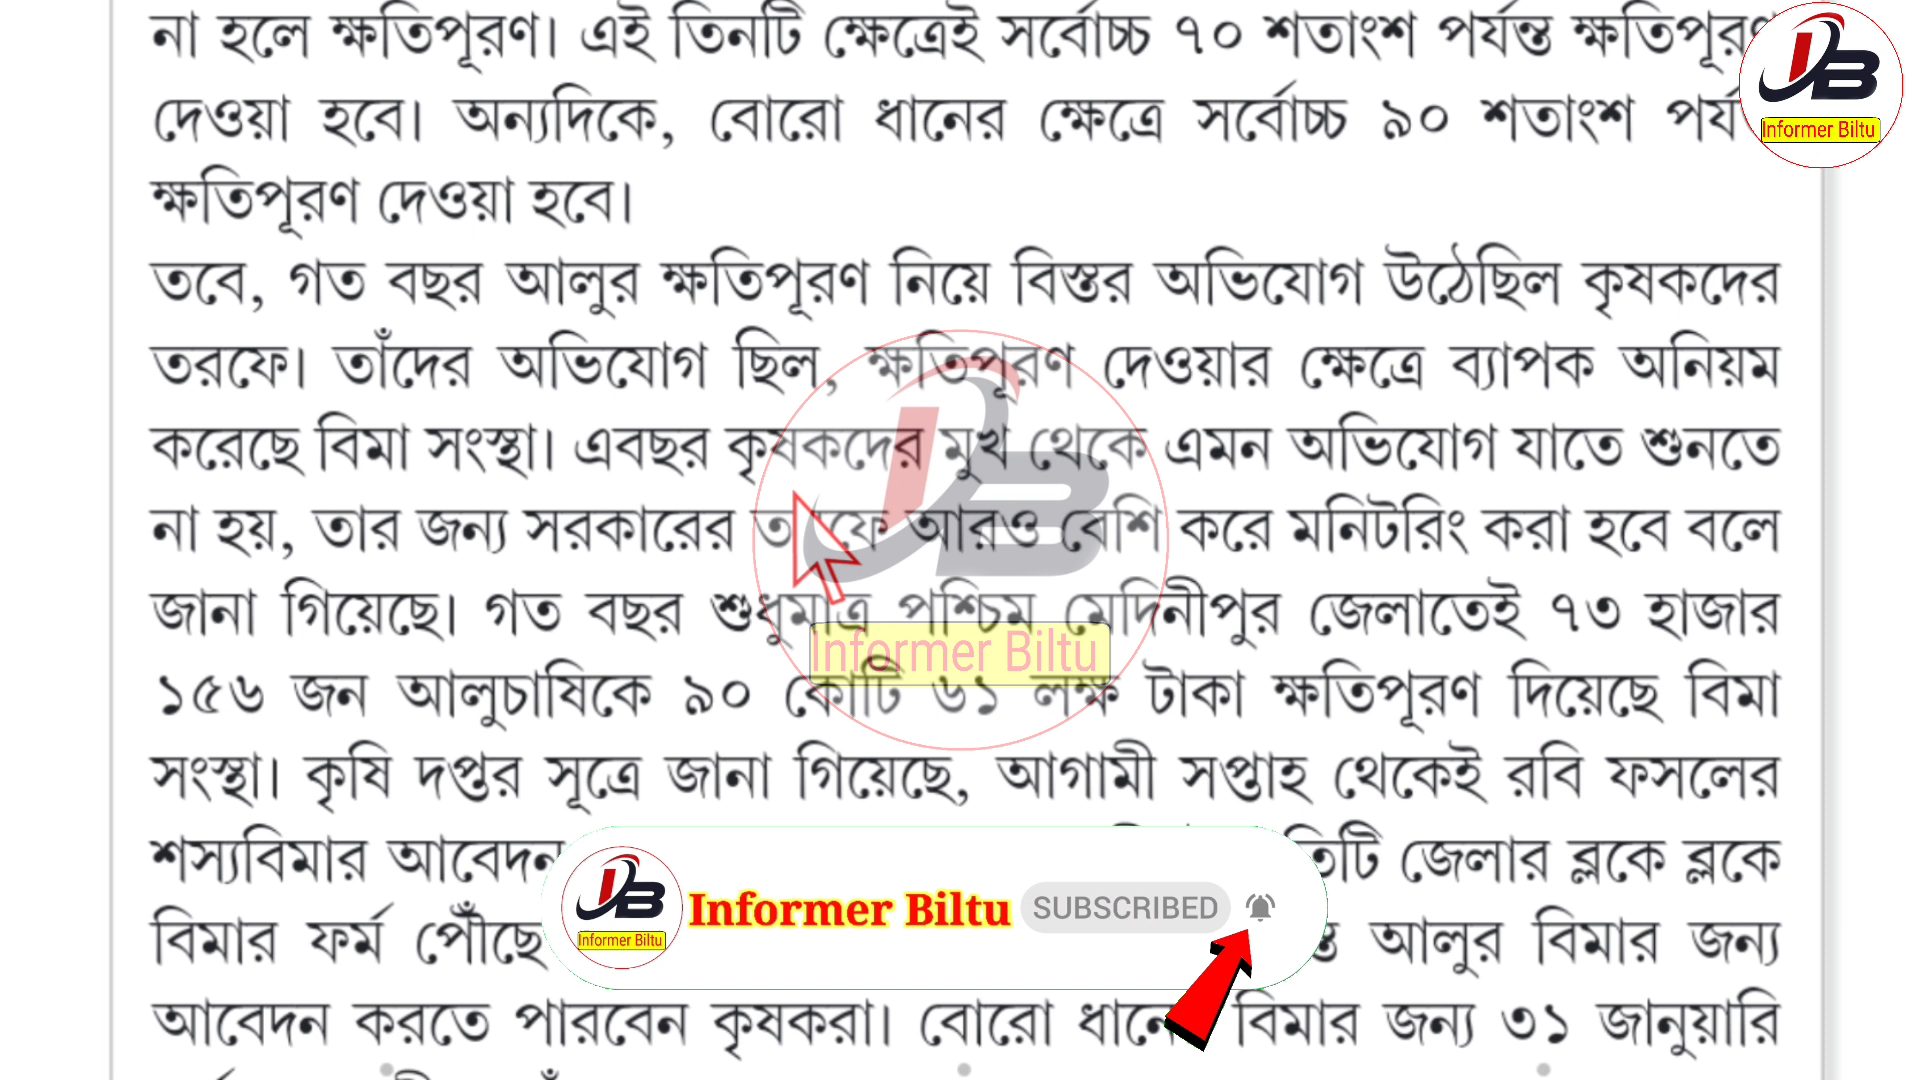 না হলে ক্ষতিপূরণ। এই তিনটি ক্ষেত্রেই সর্বোচ্চ ৭০ শতাংশ পর্যন্ত ক্ষতিপূরণ
দেওয়া হবে। অন্যদিকে, বোরো ধানের ক্ষেত্রে সর্বোচ্চ ৯০ শতাংশ পর্য
ক্ষতিপূরণ দেওয়া হবে।
তবে, গত বছর আলুর ক্ষতিপূরণ নিয়ে বিস্তর অভিযোগ উঠেছিল কৃষকদের
তরফে। তাঁদের অভিযোগ ছিল, ক্ষতিপূরণ দেওয়ার ক্ষেত্রে ব্যাপক অনিয়ম
করেছে বিমা সংস্থা। এবছর কৃষকদের মুখ থেকে এমন অভিযোগ যাতে শুনতে
না হয়, তার জন্য সরকারের তরফে আরও বেশি করে মনিটরিং করা হবে বলে
জানা গিয়েছে। গত বছর শুধুমাত্র পশ্চিম মেদিনীপুর জেলাতেই ৭৩ হাজার
১৫৬ জন আলুচাষিকে ৯০ কোটি ৬১ লক্ষ টাকা ক্ষতিপূরণ দিয়েছে বিমা
সংস্থা। কৃষি দপ্তর সূত্রে জানা গিয়েছে, আগামী সপ্তাহ থেকেই রবি ফসলের
শস্যবিমার আবেদন জেলার ব্লকে ব্লকে
বিমার ফর্ম পৌঁছে আলুর বিমার জন্য
আবেদন করতে পারবেন কৃষকরা। বোরো ধানে বিমার জন্য ৩১ জানুয়ারি
IB
Informer Biltu
IB
Informer Biltu
IB
Informer Biltu
Informer Biltu
SUBSCRIBED